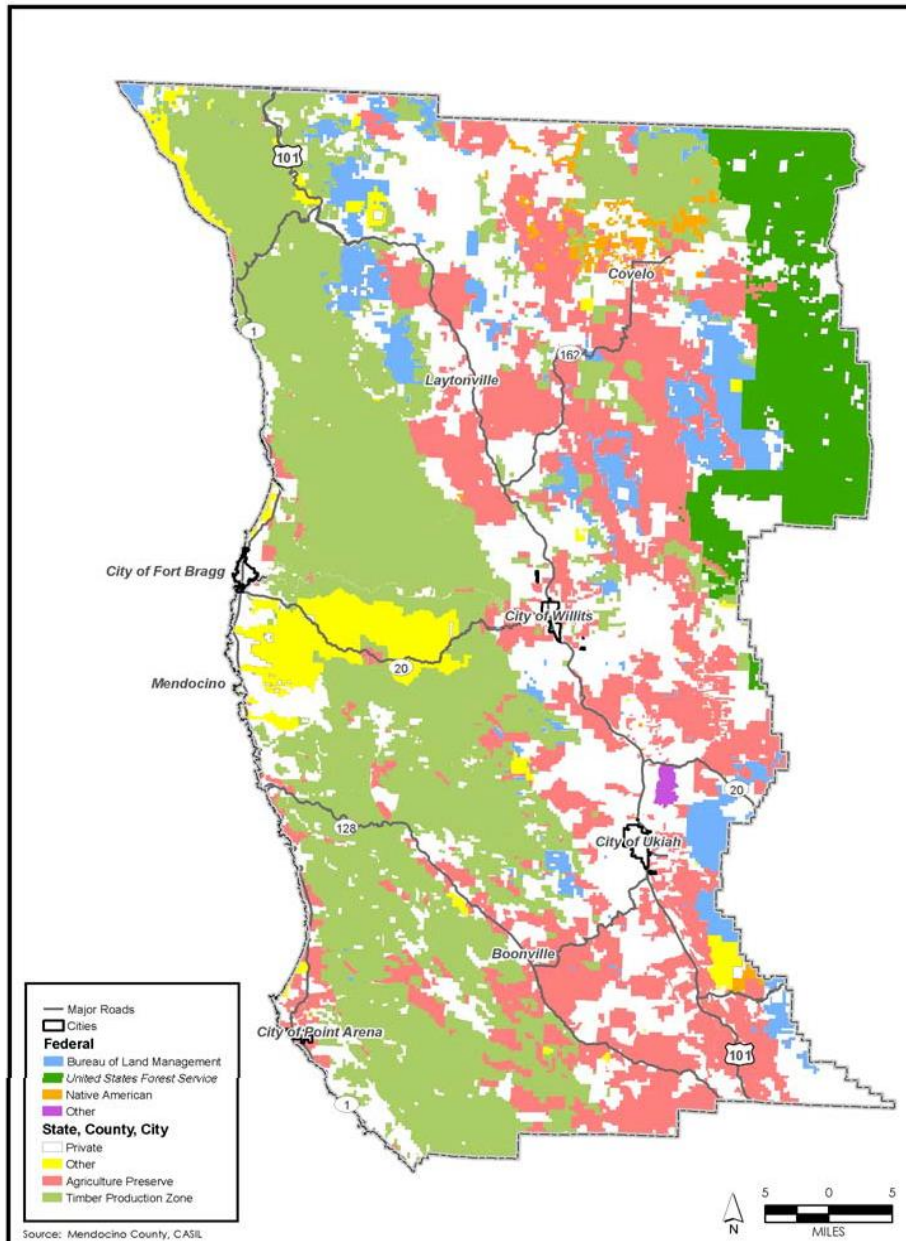 101
Covelo
1
162
Laytonville
City of Fort Bragg
City of Willits
20
Mendocino
20
128
City of Ukiah
Boonville
City of Point Arena
101
1
Major Roads
Cities
Federal
Bureau of Land Management
United States Forest Service
Native American
Other
State, County, City
Private
Other
Agriculture Preserve
Timber Production Zone
5 0 5
N
MILES
Source: Mendocino County, CASIL